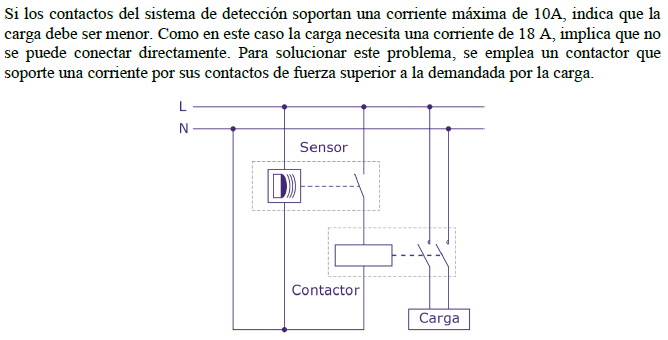 Si los contactos del sistema de detección soportan una corriente máxima de 10A, indica que la
carga debe ser menor. Como en este caso la carga necesita una corriente de 18 A, implica que no
se puede conectar directamente. Para solucionar este problema, se emplea un contactor que
soporte una corriente por sus contactos de fuerza superior a la demandada por la carga.
L
N
Sensor
Contactor
Carga